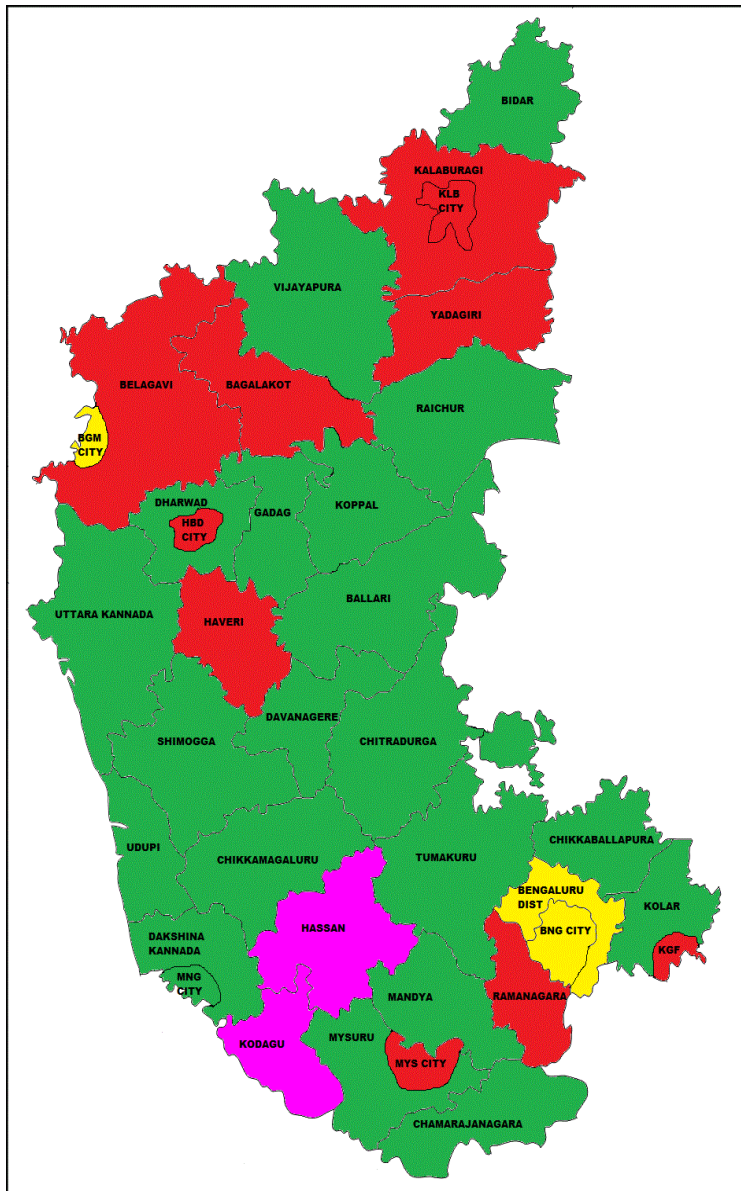 BIDAR
KALABURAGI
KLB
CITY
VIJAYAPURA
YADAGIRI
BELAGAVI
BAGALAKOT
RAICHUR
BGM
CITY
DHARWAD
HBD
CITY
GADAG
KOPPAL
UTTARA KANNADA
HAVERI
BALLARI
SHIMOGGA
DAVANAGERE
CHITRADURGA
UDUPI
CHIKKAMAGALURU
TUMAKURU
CHIKKABALLAPURA
BENGALURU
DIST
BNG CITY
KOLAR
HASSAN
DAKSHINA
KANNADA
MNG
CITY
KGF
MANDYA
RAMANAGARA
KODAGU
MYSURU
MYS CITY
CHAMARAJANAGARA